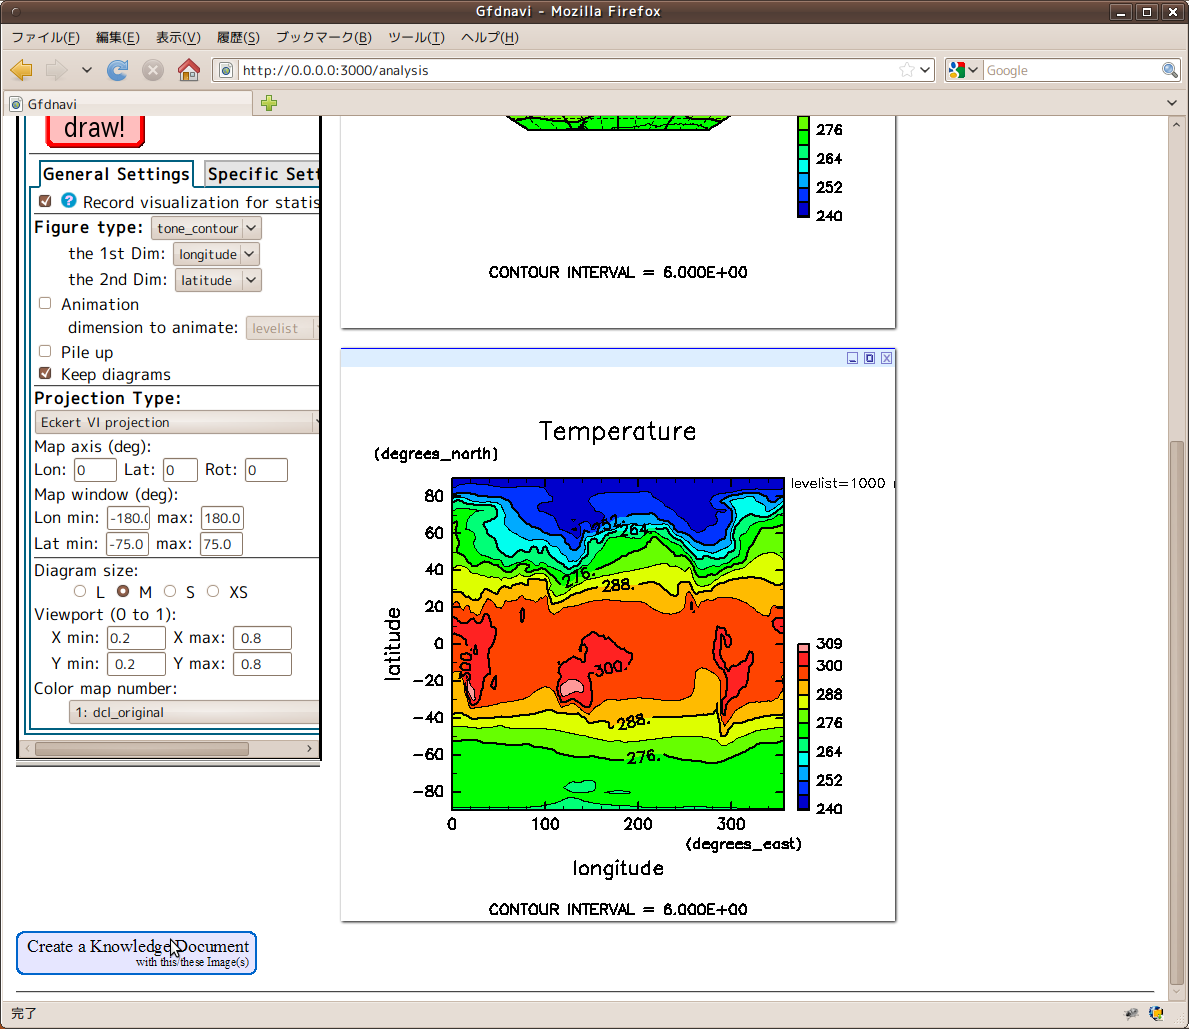 Gfdnavi - Mozilla Firefox
ファイル(F) 編集(E) 表示(V) 履歴(S) ブックマーク(B) ツール(T) ヘルプ(H)
http://0.0.0.0:3000/analysis
Google
Gfdnavi
draw!
General Settings
Specific Sett
Record visualization for statis
Figure type: tone_contour
the 1st Dim: longitude
the 2nd Dim: latitude
Animation
dimension to animate: levelist
Pile up
Keep diagrams
Projection Type:
Eckert VI projection
Map axis (deg):
Lon: 0 Lat: 0 Rot: 0
Map window (deg):
Lon min: -180.0 max: 180.0
Lat min: -75.0 max: 75.0
Diagram size:
L M S XS
Viewport (0 to 1):
X min: 0.2 X max: 0.8
Y min: 0.2 Y max: 0.8
Color map number:
1: dcl_original
276
264
252
240
CONTOUR INTERVAL = 6.000E+00
Temperature
(degrees_north)
levelist=1000
80
60
40
20
0
-20
-40
-60
-80
latitude
252.
264.
276.
288.
300.
300.
288.
276.
309
300
288
276
264
252
240
0 100 200 300
(degrees_east)
longitude
CONTOUR INTERVAL = 6.000E+00
Create a Knowledge Document
with this/these Image(s)
完了